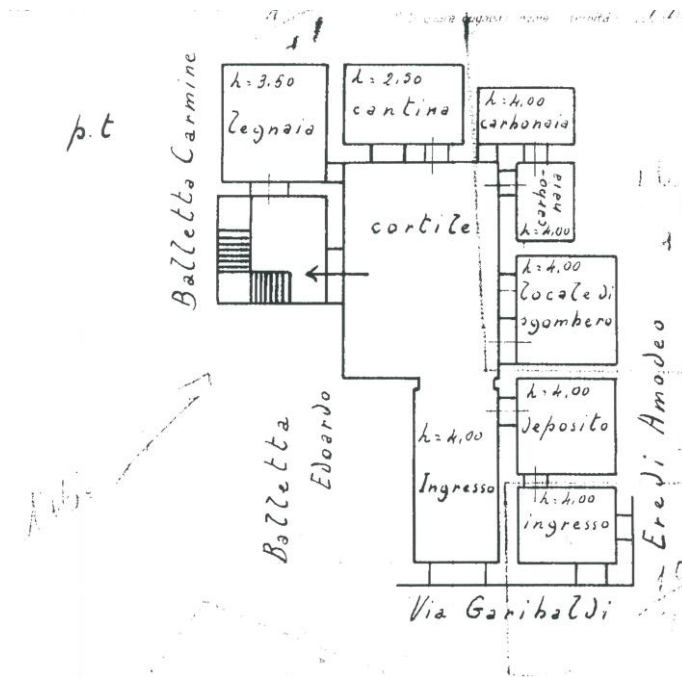 p.t
Balletta Carmine
h=3.50
legnaia
h=2.50
cantina
h=4.00
carbonaia
carbo-
naia
h=4.00
cortile
h=4.00
locale di
sgombero
h=4.00
deposito
h=4.00
Ingresso
h=4.00
ingresso
Balletta
Edoardo
Eredi Amodeo
Via Garibaldi